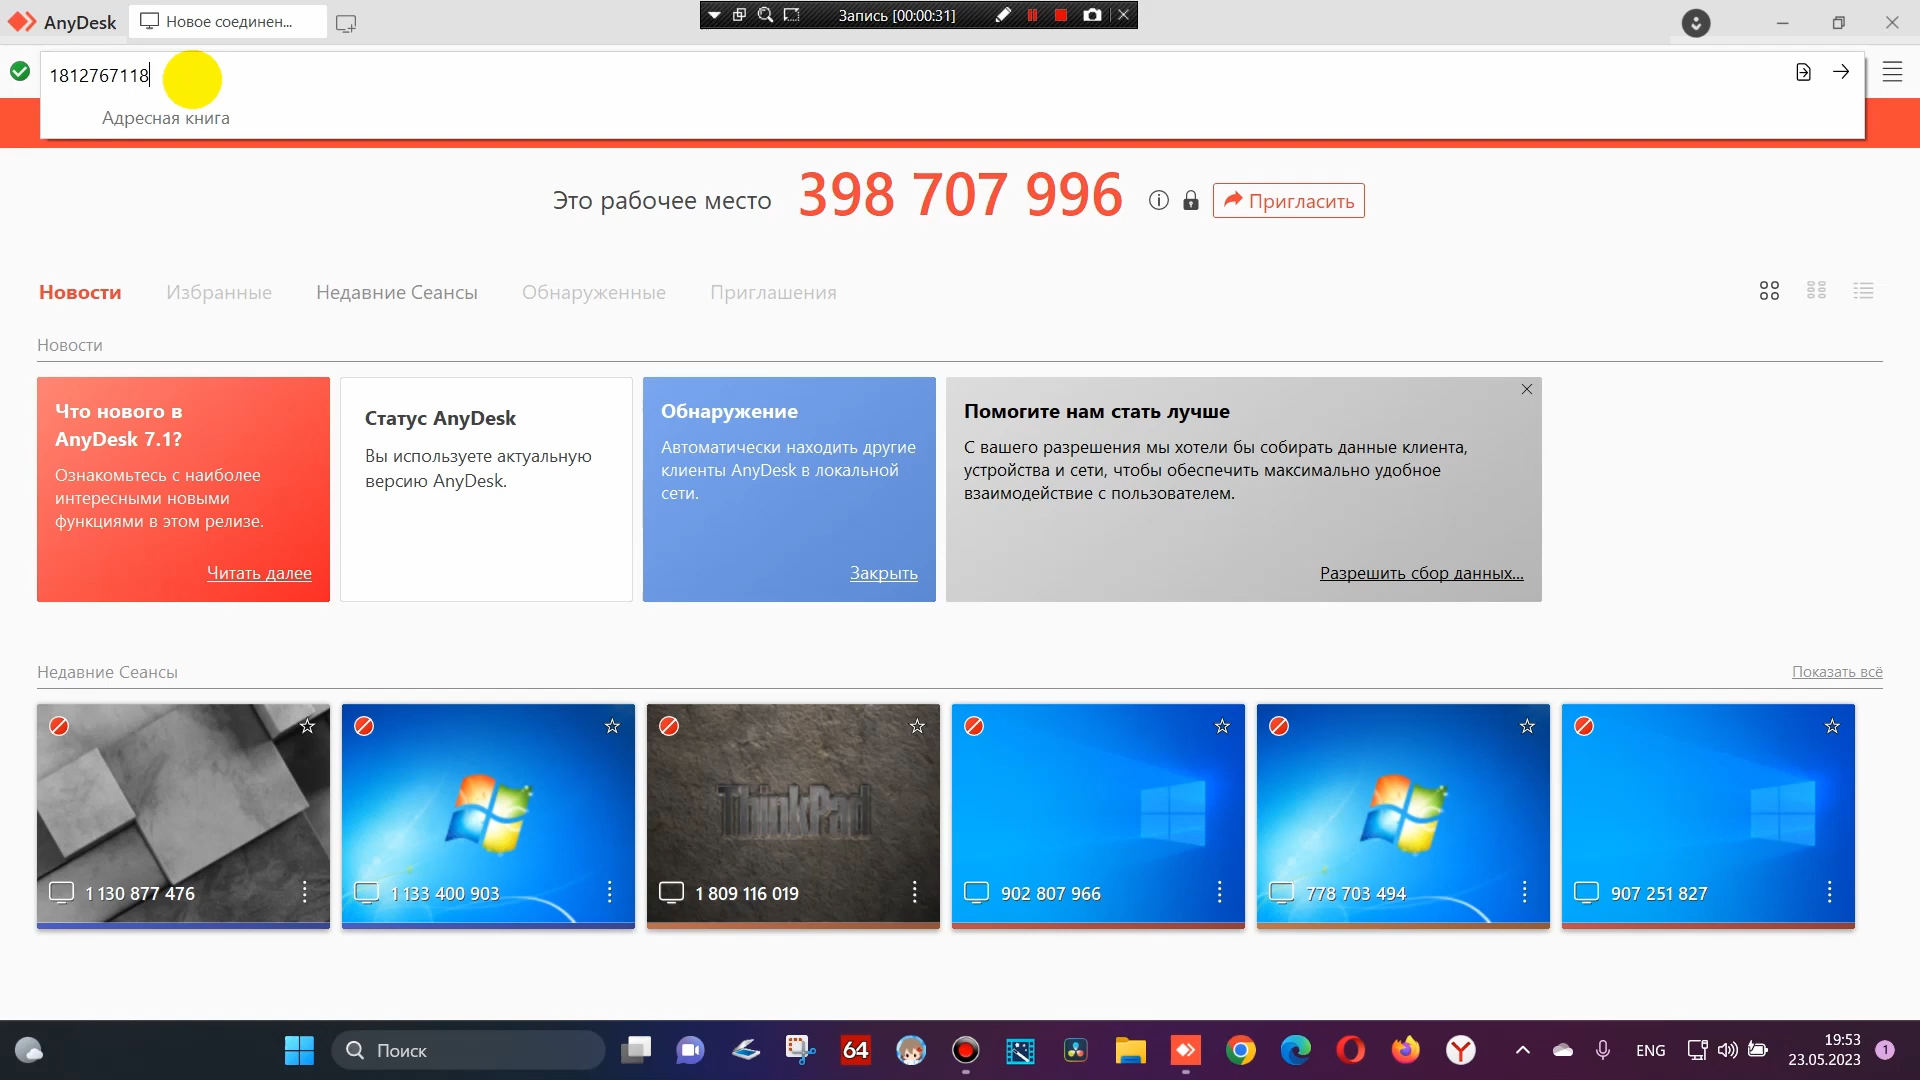 AnyDesk
Новое соединен...
Запись [00:00:31]
1812767118
Адресная книга
Это рабочее место
398 707 996
Пригласить
Новости
Избранные
Недавние Сеансы
Обнаруженные
Приглашения
Новости
Что нового в
AnyDesk 7.1?
Ознакомьтесь с наиболее
интересными новыми
функциями в этом релизе.
Читать далее
Статус AnyDesk
Вы используете актуальную
версию AnyDesk.
Обнаружение
Автоматически находить другие
клиенты AnyDesk в локальной
сети.
Закрыть
Помогите нам стать лучше
С вашего разрешения мы хотели бы собирать данные клиента,
устройства и сети, чтобы обеспечить максимально удобное
взаимодействие с пользователем.
Разрешить сбор данных...
Недавние Сеансы
Показать всё
ThinkPad
1 130 877 476
1 133 400 903
1 809 116 019
902 807 966
778 703 494
907 251 827
Поиск
64
ENG
19:53
23.05.2023
1